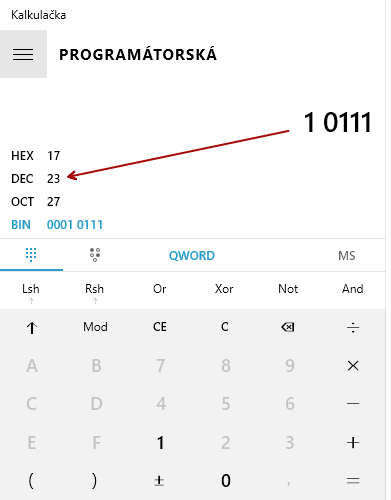 Kalkulačka
PROGRAMÁTORSKÁ
1 0111
HEX 17
DEC 23
OCT 27
BIN 0001 0111
QWORD MS
Lsh Rsh Or Xor Not And
↑ ↑
↑ Mod CE C ⌫ ÷
A B 7 8 9 ×
C D 4 5 6 −
E F 1 2 3 +
( ) ± 0 , =